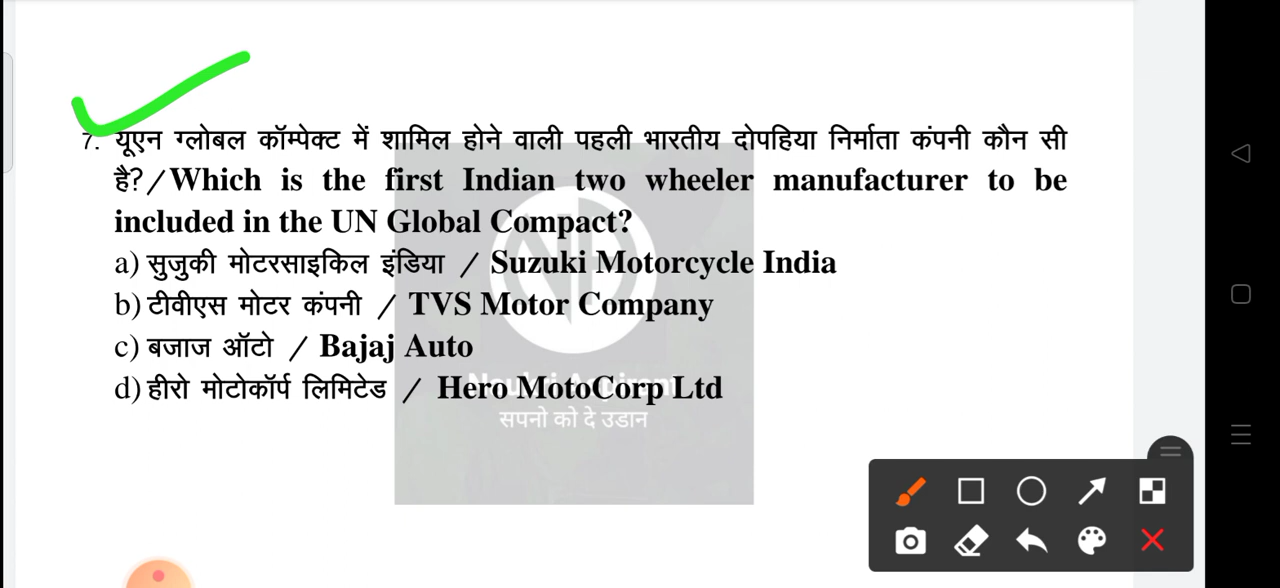 7. यूएन ग्लोबल कॉम्पेक्ट में शामिल होने वाली पहली भारतीय दोपहिया निर्माता कंपनी कौन सी
है?/Which is the first Indian two wheeler manufacturer to be
included in the UN Global Compact?
a) सुजुकी मोटरसाइकिल इंडिया / Suzuki Motorcycle India
b) टीवीएस मोटर कंपनी / TVS Motor Company
c) बजाज ऑटो / Bajaj Auto
d) हीरो मोटोकॉर्प लिमिटेड / Hero MotoCorp Ltd
सपनो को दे उडान